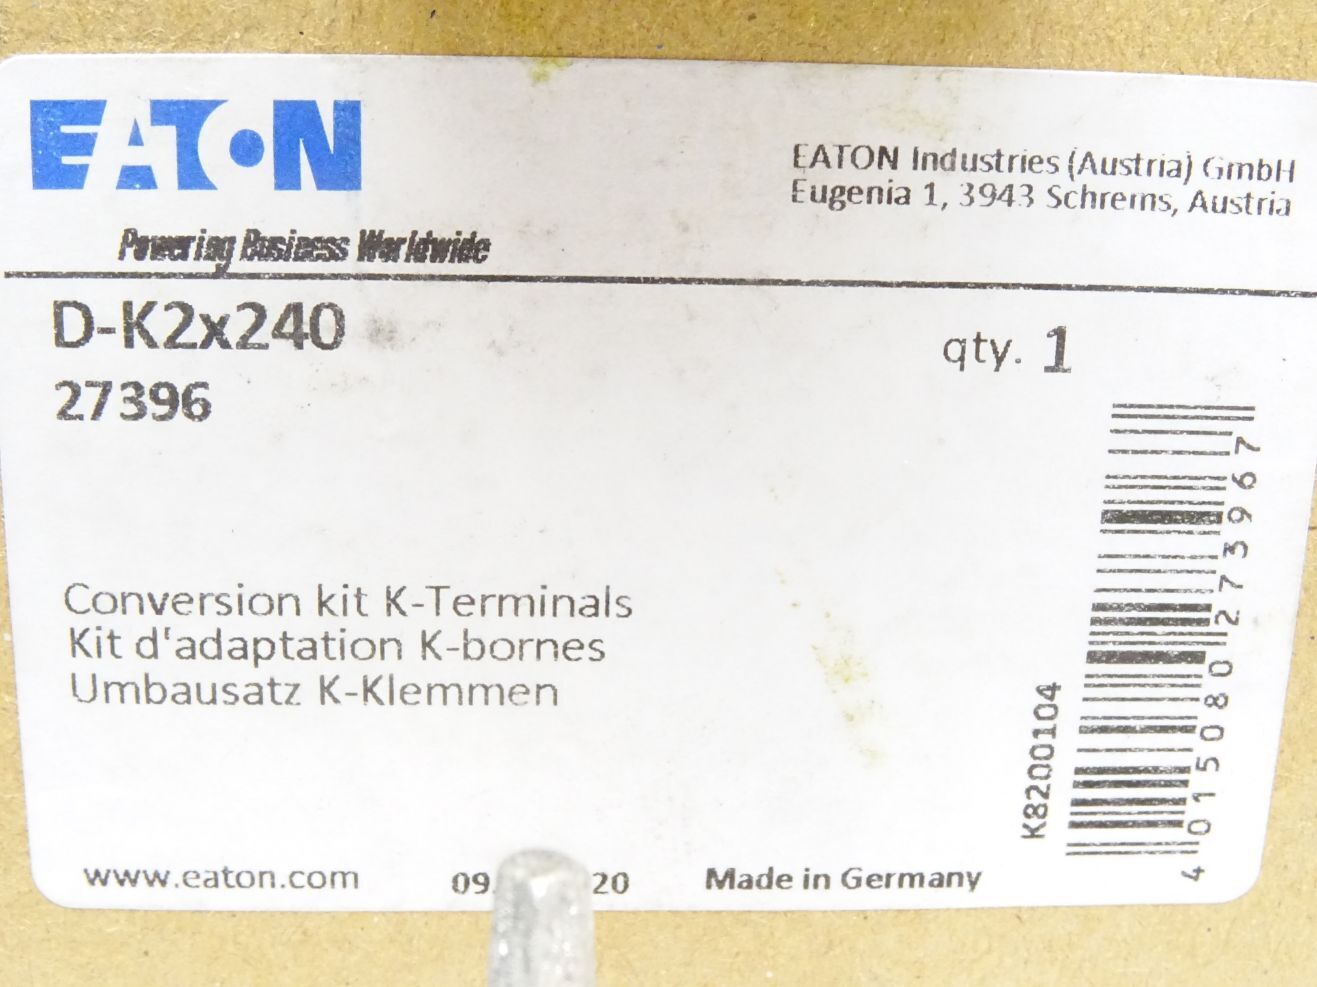 EATON
Powering Business Worldwide
EATON Industries (Austria) GmbH
Eugenia 1, 3943 Schrems, Austria
D-K2x240
qty. 1
27396
Conversion kit K-Terminals
Kit d'adaptation K-bornes
Umbausatz K-Klemmen
K8200104
4015080273967
www.eaton.com
Made in Germany